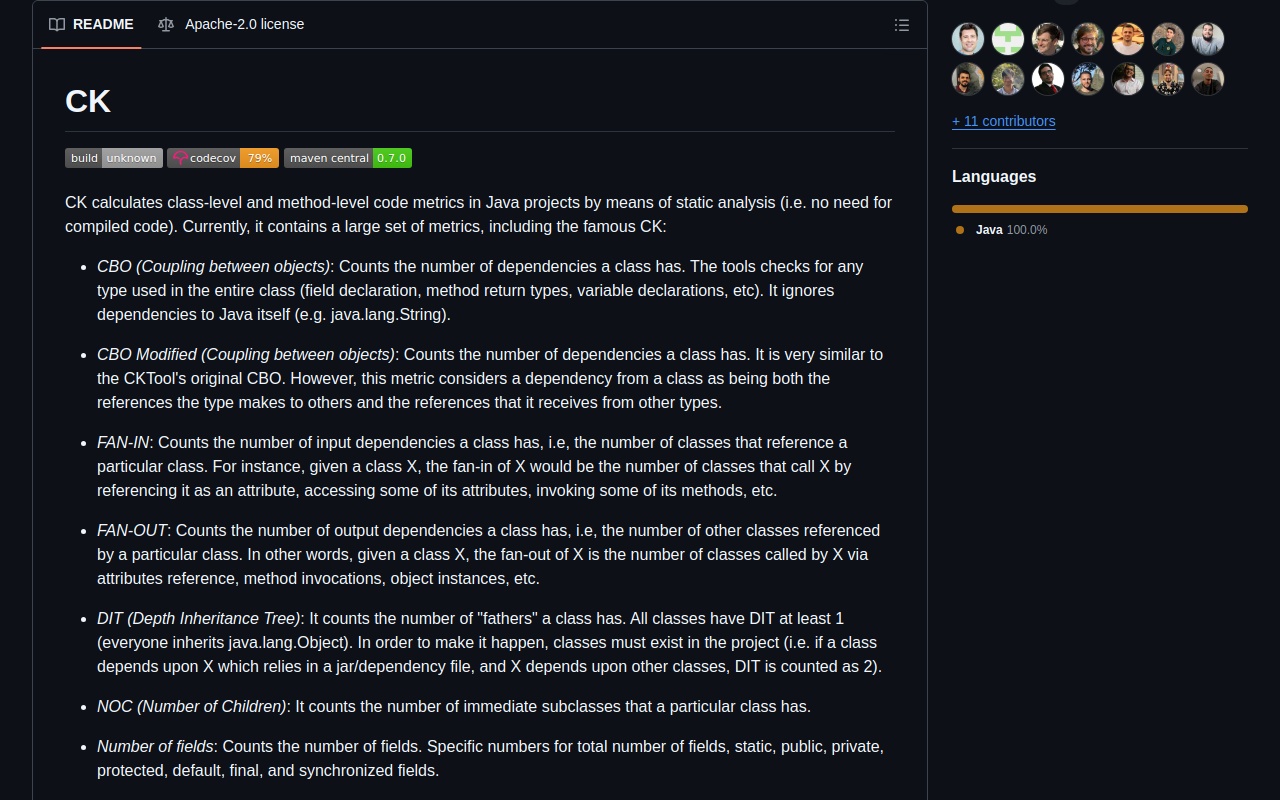 README
Apache-2.0 license
CK
build unknown
codecov 79%
maven central 0.7.0
CK calculates class-level and method-level code metrics in Java projects by means of static analysis (i.e. no need for
compiled code). Currently, it contains a large set of metrics, including the famous CK:
CBO (Coupling between objects): Counts the number of dependencies a class has. The tools checks for any
type used in the entire class (field declaration, method return types, variable declarations, etc). It ignores
dependencies to Java itself (e.g. java.lang.String).
CBO Modified (Coupling between objects): Counts the number of dependencies a class has. It is very similar to
the CKTool's original CBO. However, this metric considers a dependency from a class as being both the
references the type makes to others and the references that it receives from other types.
FAN-IN: Counts the number of input dependencies a class has, i.e, the number of classes that reference a
particular class. For instance, given a class X, the fan-in of X would be the number of classes that call X by
referencing it as an attribute, accessing some of its attributes, invoking some of its methods, etc.
FAN-OUT: Counts the number of output dependencies a class has, i.e, the number of other classes referenced
by a particular class. In other words, given a class X, the fan-out of X is the number of classes called by X via
attributes reference, method invocations, object instances, etc.
DIT (Depth Inheritance Tree): It counts the number of "fathers" a class has. All classes have DIT at least 1
(everyone inherits java.lang.Object). In order to make it happen, classes must exist in the project (i.e. if a class
depends upon X which relies in a jar/dependency file, and X depends upon other classes, DIT is counted as 2).
NOC (Number of Children): It counts the number of immediate subclasses that a particular class has.
Number of fields: Counts the number of fields. Specific numbers for total number of fields, static, public, private,
protected, default, final, and synchronized fields.
+ 11 contributors
Languages
Java 100.0%